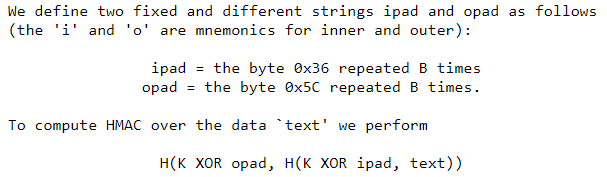 We define two fixed and different strings ipad and opad as follows
(the 'i' and 'o' are mnemonics for inner and outer):
ipad = the byte 0x36 repeated B times
opad = the byte 0x5C repeated B times.
To compute HMAC over the data `text' we perform
H(K XOR opad, H(K XOR ipad, text))